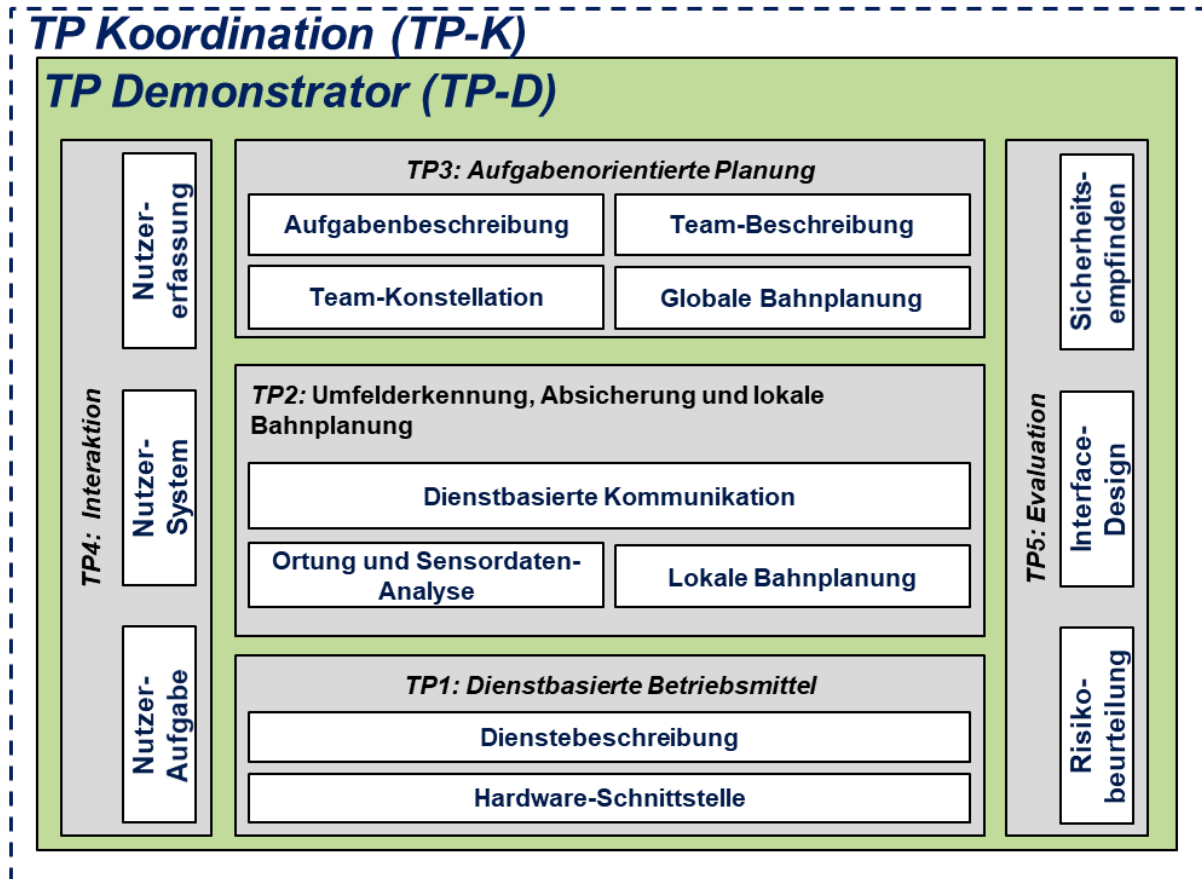 TP Koordination (TP-K)
TP Demonstrator (TP-D)
TP4: Interaktion
Nutzer-
erfassung
Nutzer-
System
Nutzer-
Aufgabe
TP3: Aufgabenorientierte Planung
Aufgabenbeschreibung
Team-Beschreibung
Team-Konstellation
Globale Bahnplanung
TP2: Umfelderkennung, Absicherung und lokale
Bahnplanung
Dienstbasierte Kommunikation
Ortung und Sensordaten-
Analyse
Lokale Bahnplanung
TP1: Dienstbasierte Betriebsmittel
Dienstebeschreibung
Hardware-Schnittstelle
TP5: Evaluation
Sicherheits-
empfinden
Interface-
Design
Risiko-
beurteilung